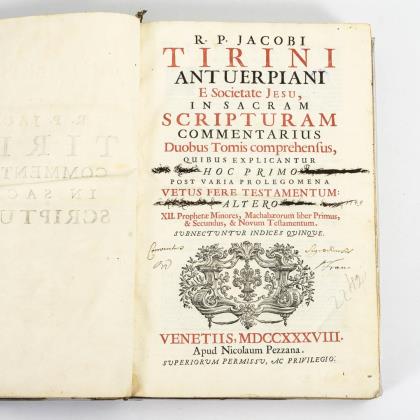 R. P. JACOBI
TIRINI
ANTUERPIANI
E SOCIETATE JESU,
IN SACRAM
SCRIPTURAM
COMMENTARIUS
Duobus Tomis comprehensus,
QUIBUS EXPLICANTUR
HOC PRIMO
POST VARIA PROLEGOMENA
VETUS FERE TESTAMENTUM:
ALTERO
XII. Prophetæ Minores, Machabæorum liber Primus,
& Secundus, & Novum Testamentum.
SUBNECTUNTUR INDICES QUINQUE.
VENETIIS, MDCCXXXVIII.
Apud Nicolaum Pezzana.
SUPERIORUM PERMISSU, AC PRIVILEGIO.